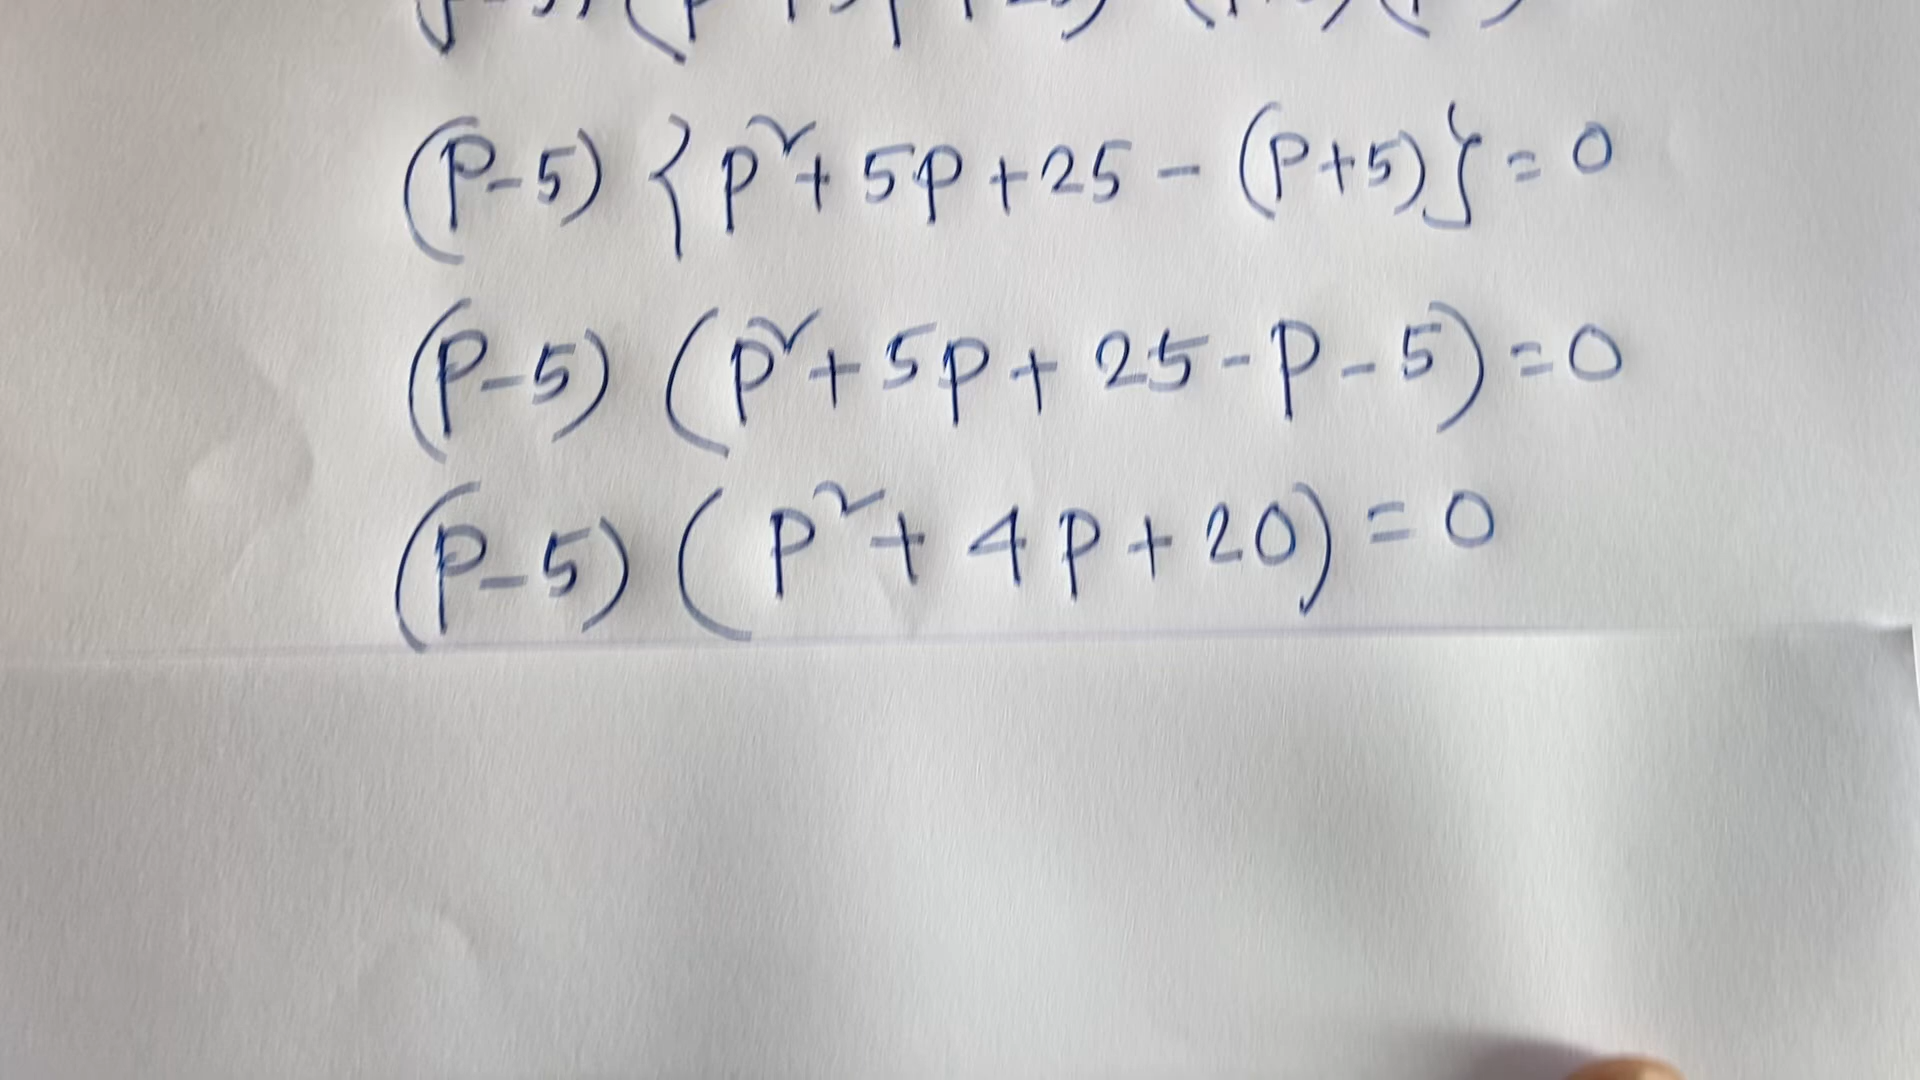 (P-5) {p²+5p+25-(P+5)}=0
(P-5) (p²+5p+25-p-5)=0
(P-5) (p²+4p+20)=0